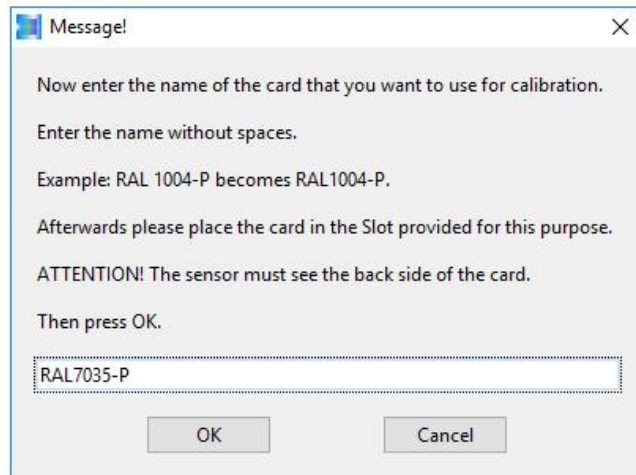 Message!
Now enter the name of the card that you want to use for calibration.
Enter the name without spaces.
Example: RAL 1004-P becomes RAL1004-P.
Afterwards please place the card in the Slot provided for this purpose.
ATTENTION! The sensor must see the back side of the card.
Then press OK.
RAL7035-P
OK Cancel